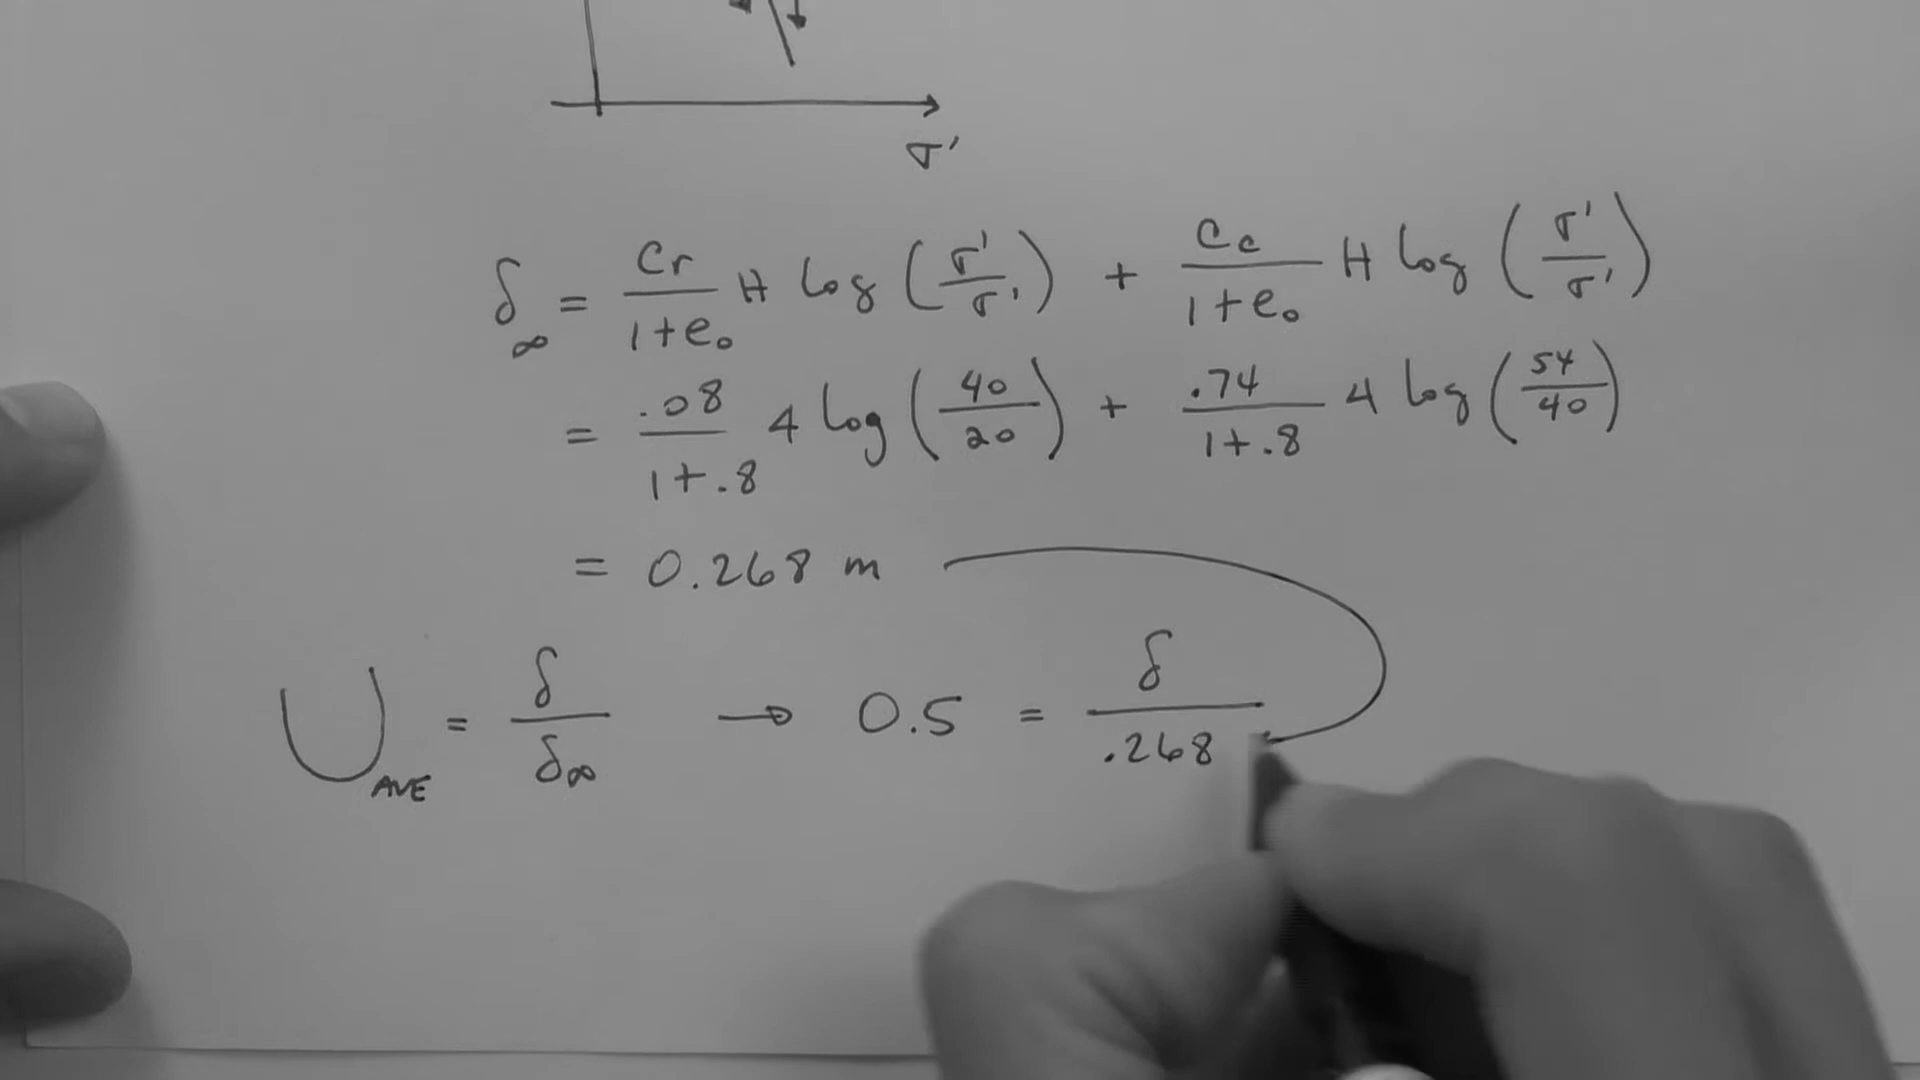 σ'
δ∞ = Cr/1+e₀ H log (σ'/σ') + Cc/1+e₀ H log (σ'/σ')
= .08/1+.8 4 log (40/20) + .74/1+.8 4 log (54/40)
= 0.268 m
U AVE = δ/δ∞ → 0.5 = δ/.268